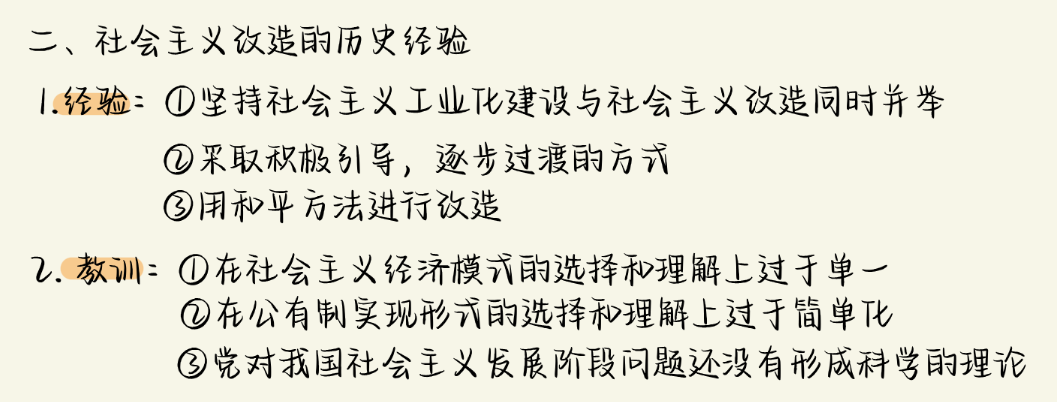 二、社会主义改造的历史经验
1.经验：①坚持社会主义工业化建设与社会主义改造同时并举
②采取积极引导，逐步过渡的方式
③用和平方法进行改造
2.教训：①在社会主义经济模式的选择和理解上过于单一
②在公有制实现形式的选择和理解上过于简单化
③党对我国社会主义发展阶段问题还没有形成科学的理论